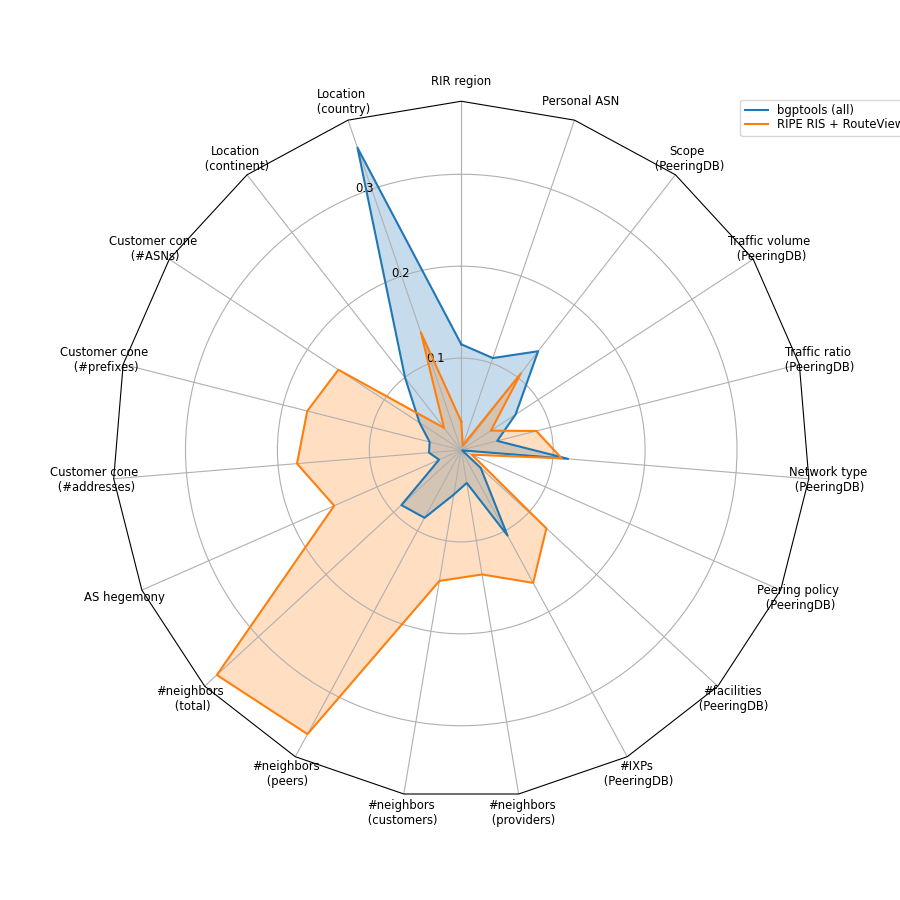 RIR region
Personal ASN
Location
(country)
bgptools (all)
RIPE RIS + RouteView
Location
(continent)
Scope
(PeeringDB)
0.3
Customer cone
(#ASNs)
Traffic volume
(PeeringDB)
0.2
Customer cone
(#prefixes)
0.1
Traffic ratio
(PeeringDB)
Customer cone
(#addresses)
Network type
(PeeringDB)
AS hegemony
Peering policy
(PeeringDB)
#neighbors
(total)
#facilities
(PeeringDB)
#neighbors
(peers)
#IXPs
(PeeringDB)
#neighbors
(customers)
#neighbors
(providers)